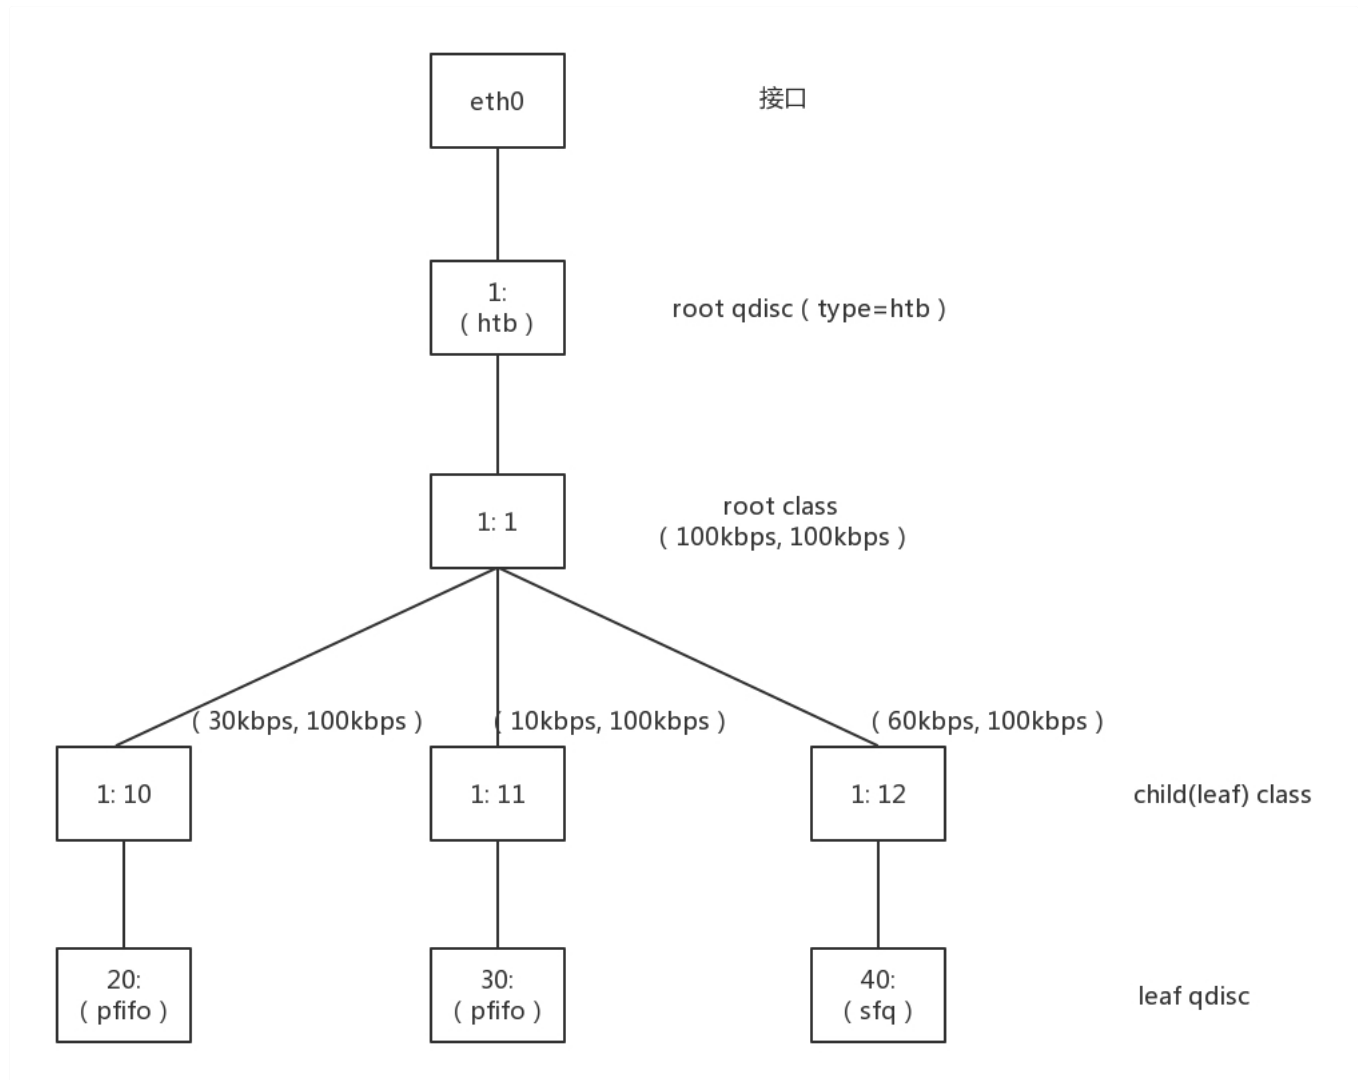 eth0
接口
1:
( htb )
root qdisc ( type=htb )
1: 1
root class
( 100kbps, 100kbps )
( 30kbps, 100kbps )
( 10kbps, 100kbps )
( 60kbps, 100kbps )
1: 10
1: 11
1: 12
child(leaf) class
20:
( pfifo )
30:
( pfifo )
40:
( sfq )
leaf qdisc